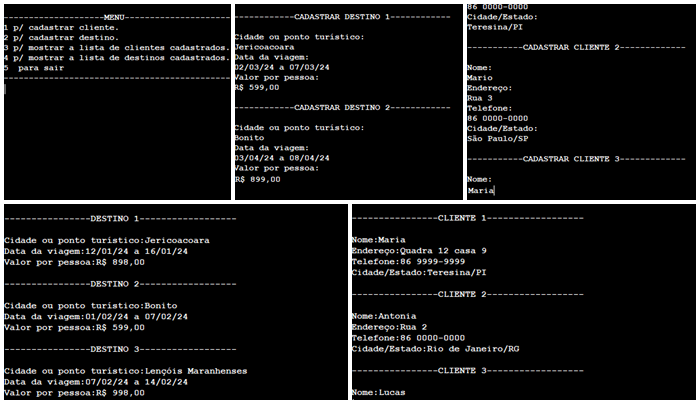 --------------------MENU--------------------
1 p/ cadastrar cliente.
2 p/ cadastrar destino.
3 p/ mostrar a lista de clientes cadastrados.
4 p/ mostrar a lista de destinos cadastrados.
5  para sair
--------------------------------------------
------------CADASTRAR DESTINO 1------------
Cidade ou ponto turístico:
Jericoacoara
Data da viagem:
02/03/24 a 07/03/24
Valor por pessoa:
R$ 599,00
------------CADASTRAR DESTINO 2------------
Cidade ou ponto turístico:
Bonito
Data da viagem:
03/04/24 a 08/04/24
Valor por pessoa:
R$ 899,00
86 0000-0000
Cidade/Estado:
Teresina/PI
------------CADASTRAR CLIENTE 2------------
Nome:
Mario
Endereço:
Rua 3
Telefone:
86 0000-0000
Cidade/Estado:
São Paulo/SP
------------CADASTRAR CLIENTE 3------------
Nome:
Maria
----------------DESTINO 1------------------
Cidade ou ponto turístico:Jericoacoara
Data da viagem:12/01/24 a 16/01/24
Valor por pessoa:R$ 898,00
----------------DESTINO 2------------------
Cidade ou ponto turístico:Bonito
Data da viagem:01/02/24 a 07/02/24
Valor por pessoa:R$ 599,00
----------------DESTINO 3------------------
Cidade ou ponto turístico:Lençóis Maranhenses
Data da viagem:07/02/24 a 14/02/24
Valor por pessoa:R$ 998,00
----------------CLIENTE 1------------------
Nome:Maria
Endereço:Quadra 12 casa 9
Telefone:86 9999-9999
Cidade/Estado:Teresina/PI
----------------CLIENTE 2------------------
Nome:Antonia
Endereço:Rua 2
Telefone:86 0000-0000
Cidade/Estado:Rio de Janeiro/RG
----------------CLIENTE 3------------------
Nome:Lucas